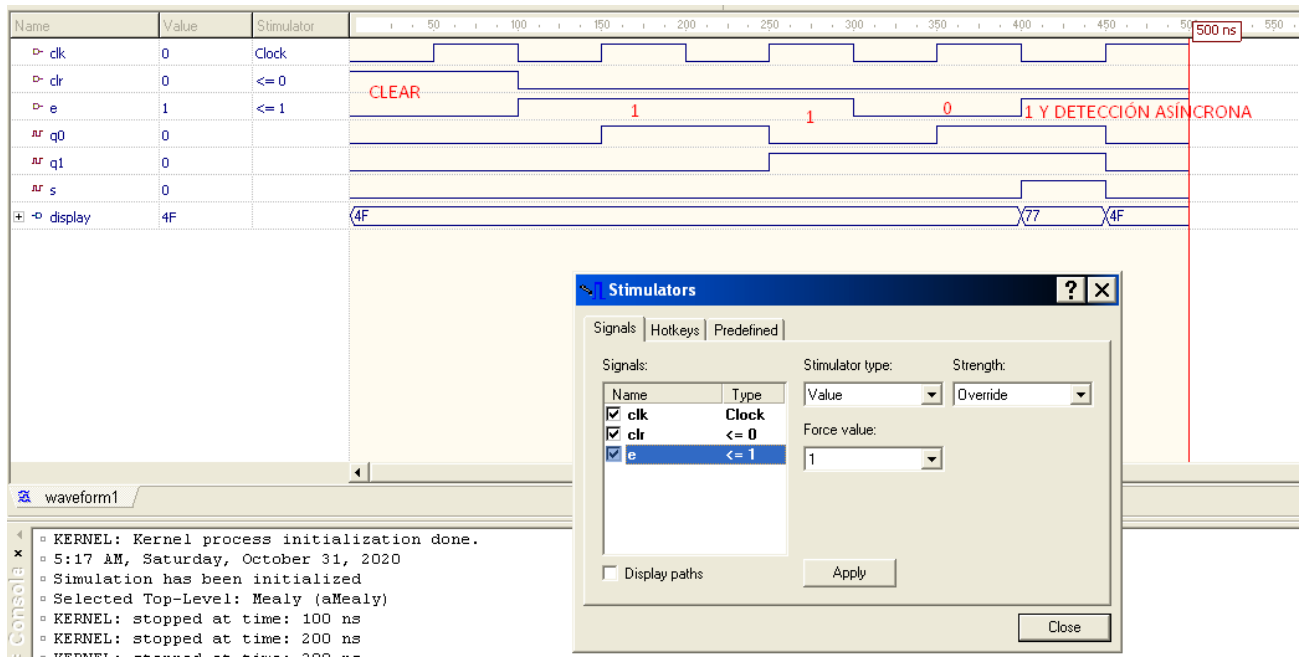 Name Value Stimulator 50 100 150 200 250 300 350 400 450 500 ns 550
clk 0 Clock
clr 0 <= 0
CLEAR
e 1 <= 1
1 1 0 1 Y DETECCIÓN ASÍNCRONA
q0 0
q1 0
s 0
display 4F 4F 77 4F
Stimulators
Signals Hotkeys Predefined
Signals: Stimulator type: Strength:
Name Type Value Override
clk Clock
clr <= 0 Force value:
e <= 1 1
Display paths Apply
Close
waveform1
Consola
KERNEL: Kernel process initialization done.
5:17 AM, Saturday, October 31, 2020
Simulation has been initialized
Selected Top-Level: Mealy (aMealy)
KERNEL: stopped at time: 100 ns
KERNEL: stopped at time: 200 ns